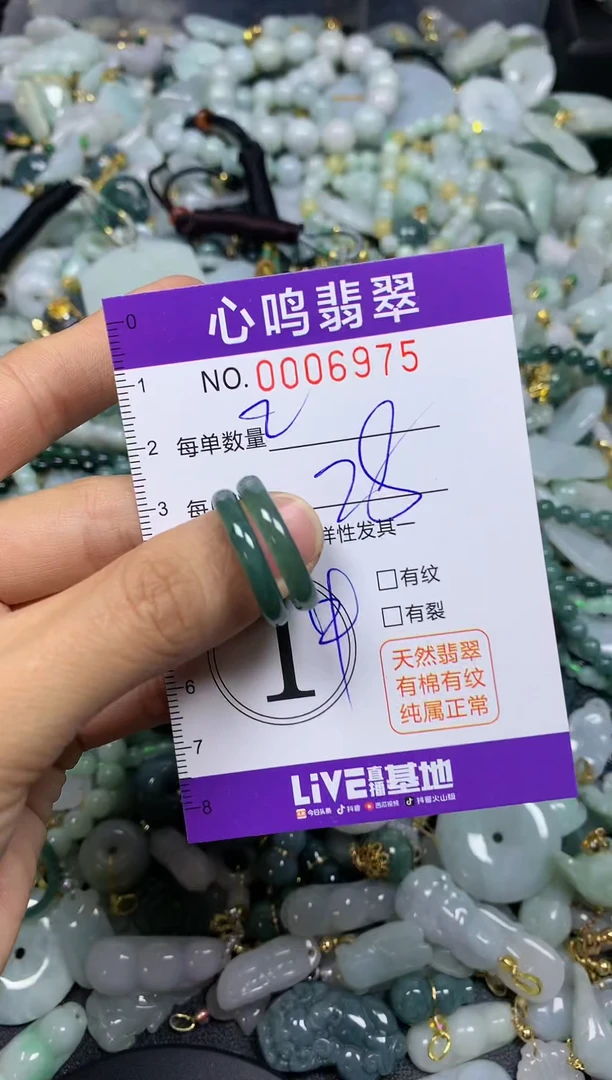 心鸣翡翠
0
1
NO.0006975
2
每单数量 2
3
每 28
样性发其一
□有纹
□有裂
1
天然翡翠
有棉有纹
纯属正常
6
7
LiVE直播基地
8
今日头条 抖音 西瓜视频 抖音火山版